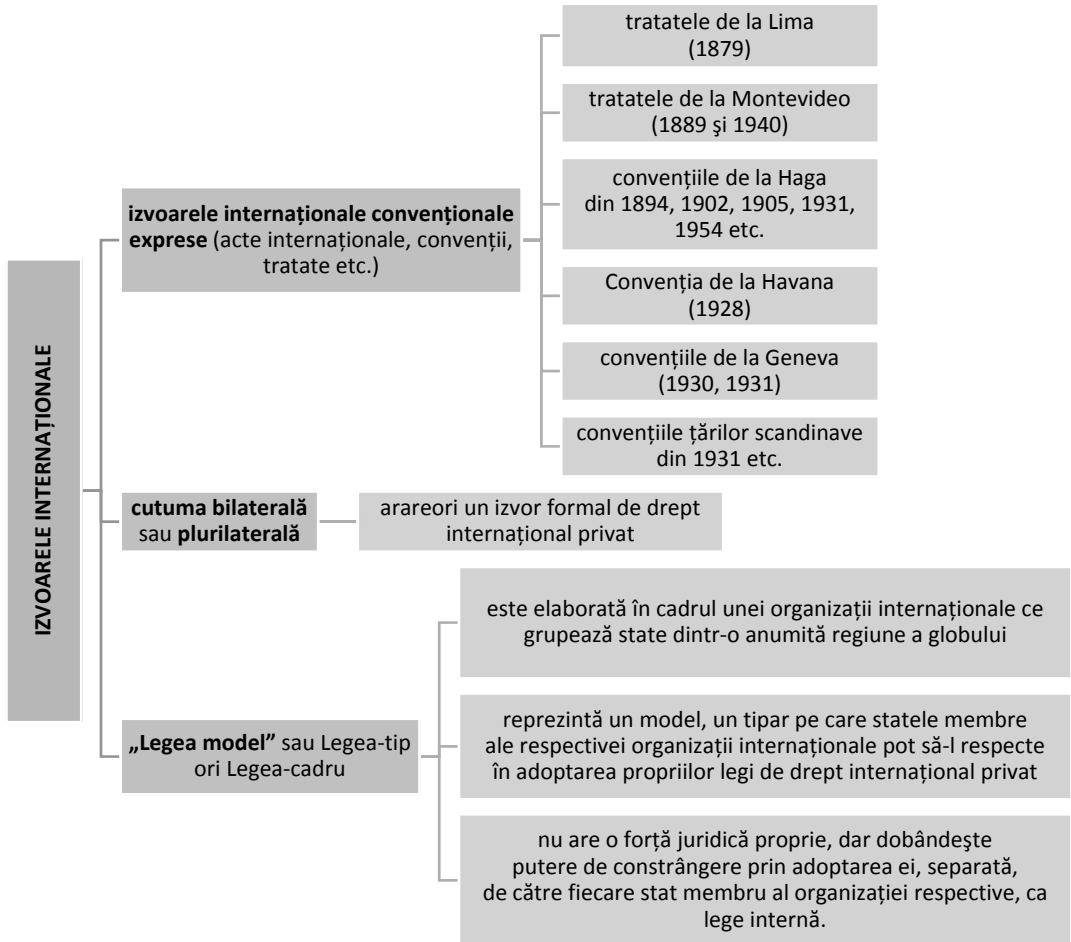 IZVOARELE INTERNAȚIONALE
izvoarele internaționale convenționale
exprese (acte internaționale, convenții,
tratate etc.)
tratatele de la Lima
(1879)
tratatele de la Montevideo
(1889 şi 1940)
convențiile de la Haga
din 1894, 1902, 1905, 1931,
1954 etc.
Convenția de la Havana
(1928)
convențiile de la Geneva
(1930, 1931)
convențiile țărilor scandinave
din 1931 etc.
cutuma bilaterală
sau plurilaterală
arareori un izvor formal de drept
internațional privat
„Legea model” sau Legea-tip
ori Legea-cadru
este elaborată în cadrul unei organizații internaționale ce
grupează state dintr-o anumită regiune a globului
reprezintă un model, un tipar pe care statele membre
ale respectivei organizații internaționale pot să-l respecte
în adoptarea propriilor legi de drept internațional privat
nu are o forță juridică proprie, dar dobândeşte
putere de constrângere prin adoptarea ei, separată,
de către fiecare stat membru al organizației respective, ca
lege internă.